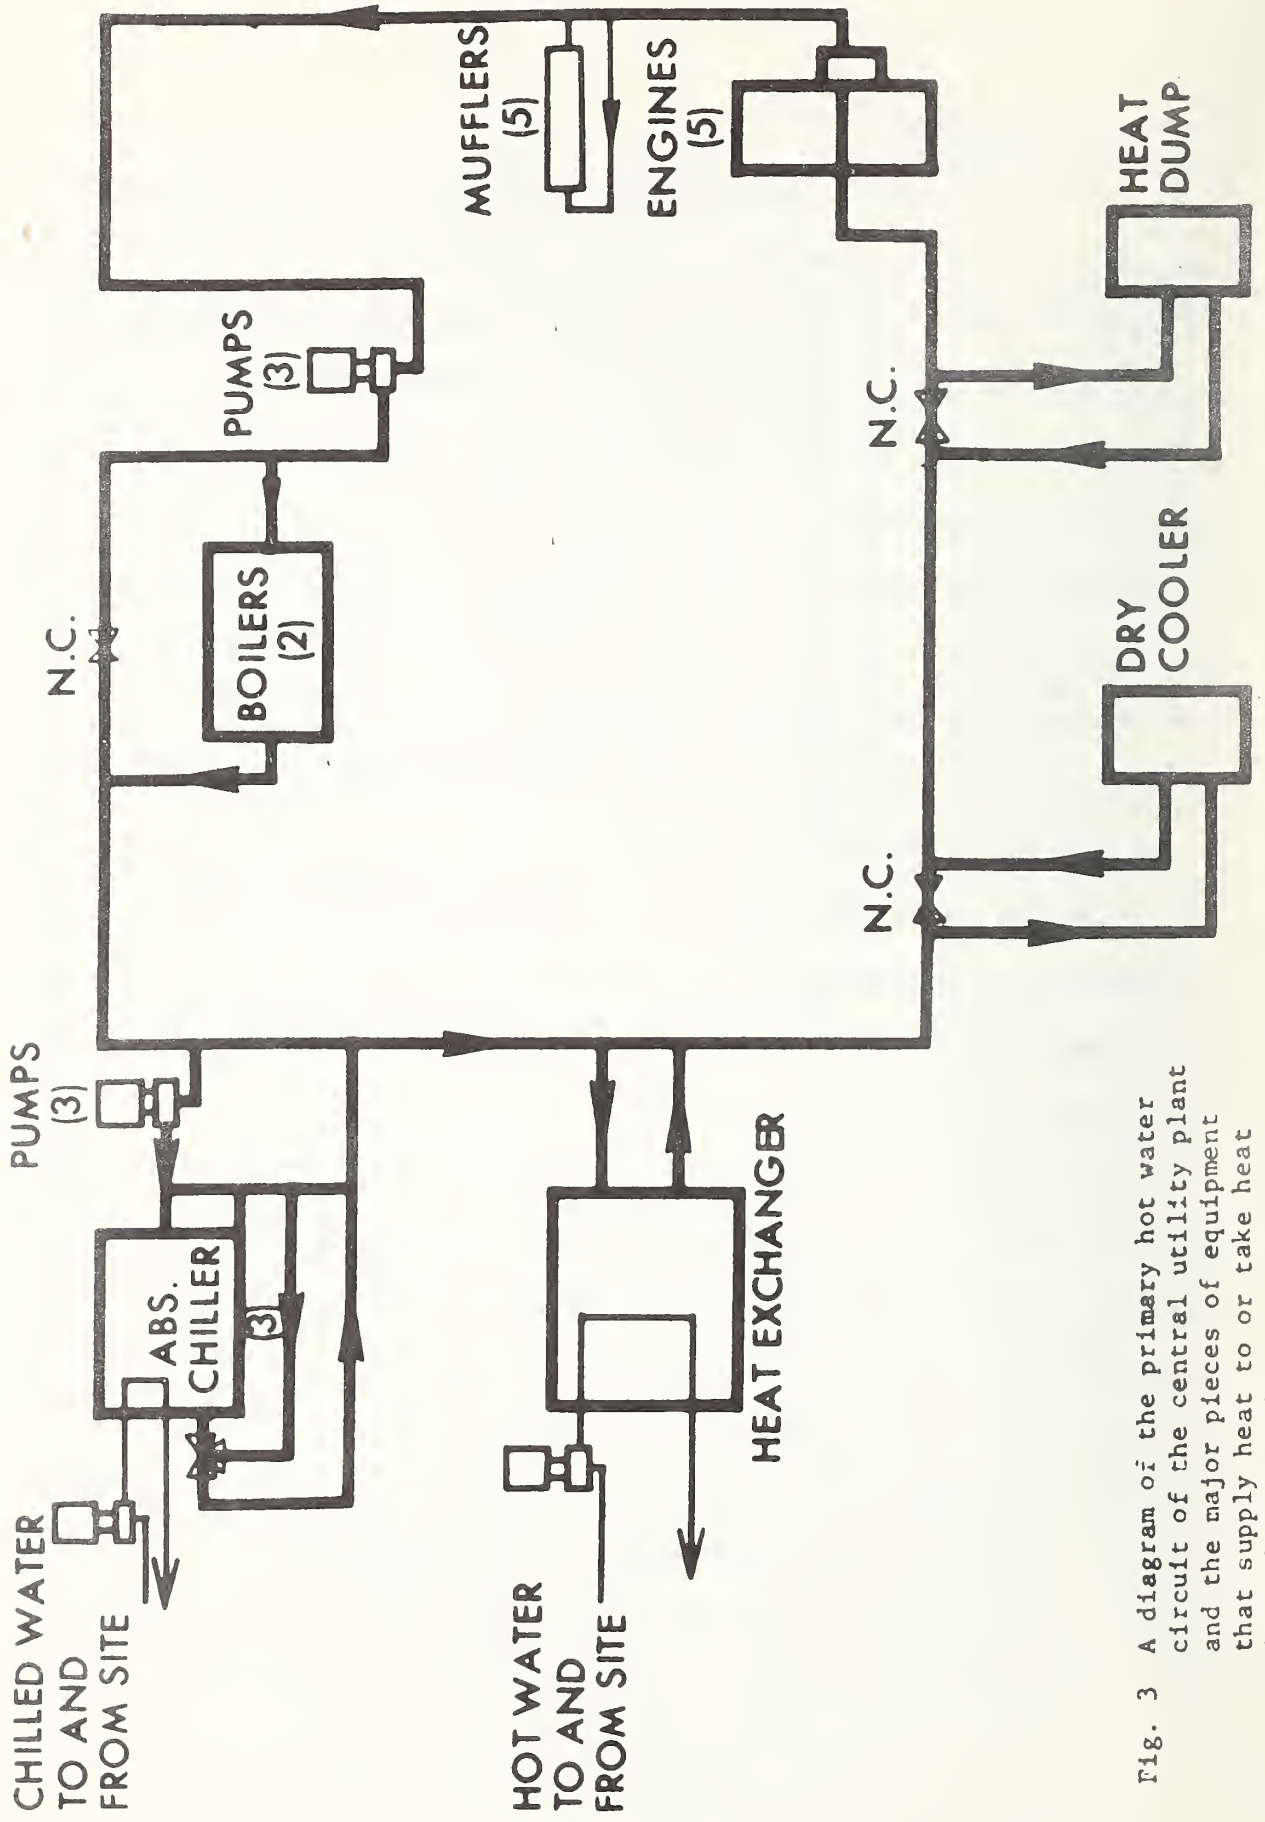 CHILLED WATER
TO AND
FROM SITE
PUMPS
(3)
ABS.
CHILLER
(3)
N.C.
BOILERS
(2)
PUMPS
(3)
MUFFLERS
(5)
ENGINES
(5)
HOT WATER
TO AND
FROM SITE
HEAT EXCHANGER
N.C.
N.C.
DRY
COOLER
HEAT
DUMP
Fig. 3 A diagram of the primary hot water
circuit of the central utility plant
and the major pieces of equipment
that supply heat to or take heat